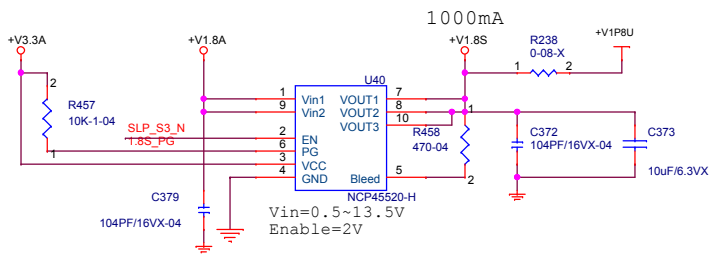 1000mA
+V3.3A
+V1.8A
+V1.8S
R238
0-08-X
+V1P8U
1
2
U40
2
R457
10K-1-04
1
1
Vin1
VOUT1
7
9
Vin2
VOUT2
8
VOUT3
10
SLP_S3_N
2
EN
1.8S_PG
6
PG
3
VCC
4
GND
Bleed
5
NCP45520-H
1
R458
470-04
2
C372
104PF/16VX-04
C373
10uF/6.3VX
C379
104PF/16VX-04
Vin=0.5~13.5V
Enable=2V